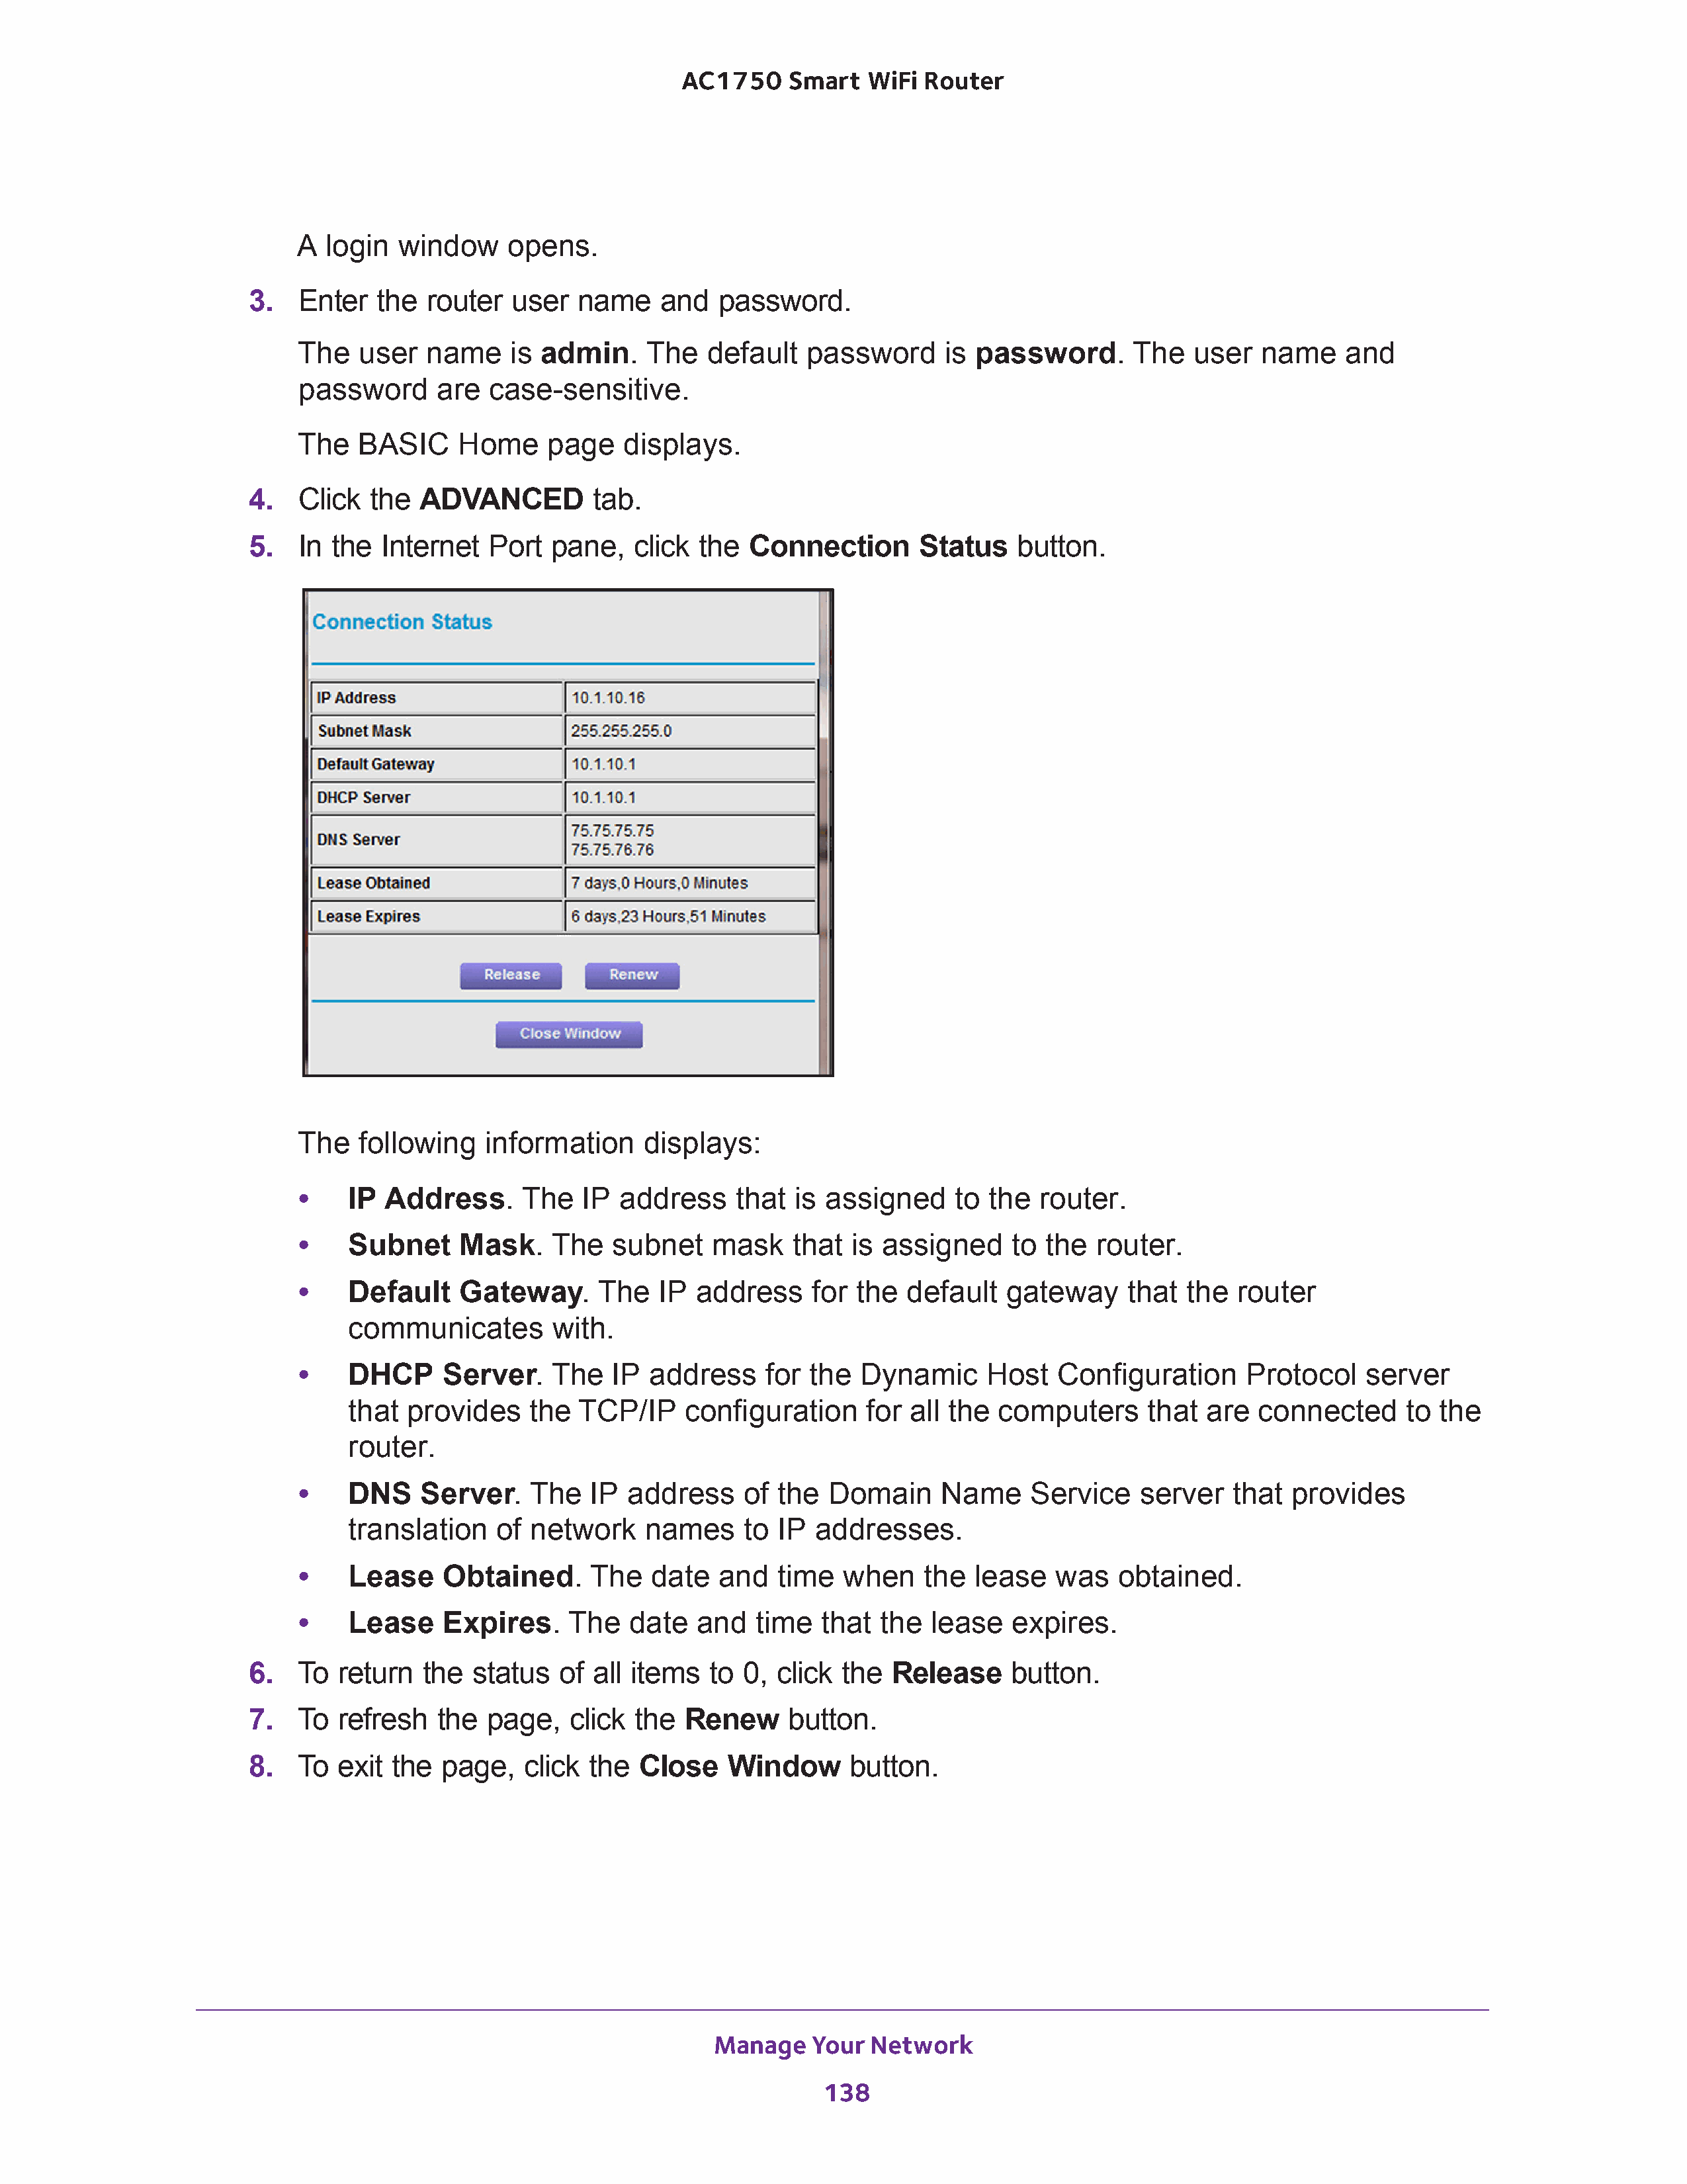 AC1750 Smart WiFi Router
A login window opens.
3. Enter the router user name and password.
The user name is admin. The default password is password. The user name and
password are case-sensitive.
The BASIC Home page displays.
4. Click the ADVANCED tab.
5. In the Internet Port pane, click the Connection Status button.
Connection Status
IP Address 10.1.10.16
Subnet Mask 255.255.255.0
Default Gateway 10.1.10.1
DHCP Server 10.1.10.1
DNS Server 75.75.75.75
75.75.76.76
Lease Obtained 7 days,0 Hours,0 Minutes
Lease Expires 6 days,23 Hours,51 Minutes
Release Renew
Close Window
The following information displays:
• IP Address. The IP address that is assigned to the router.
• Subnet Mask. The subnet mask that is assigned to the router.
• Default Gateway. The IP address for the default gateway that the router
communicates with.
• DHCP Server. The IP address for the Dynamic Host Configuration Protocol server
that provides the TCP/IP configuration for all the computers that are connected to the
router.
• DNS Server. The IP address of the Domain Name Service server that provides
translation of network names to IP addresses.
• Lease Obtained. The date and time when the lease was obtained.
• Lease Expires. The date and time that the lease expires.
6. To return the status of all items to 0, click the Release button.
7. To refresh the page, click the Renew button.
8. To exit the page, click the Close Window button.
Manage Your Network
138